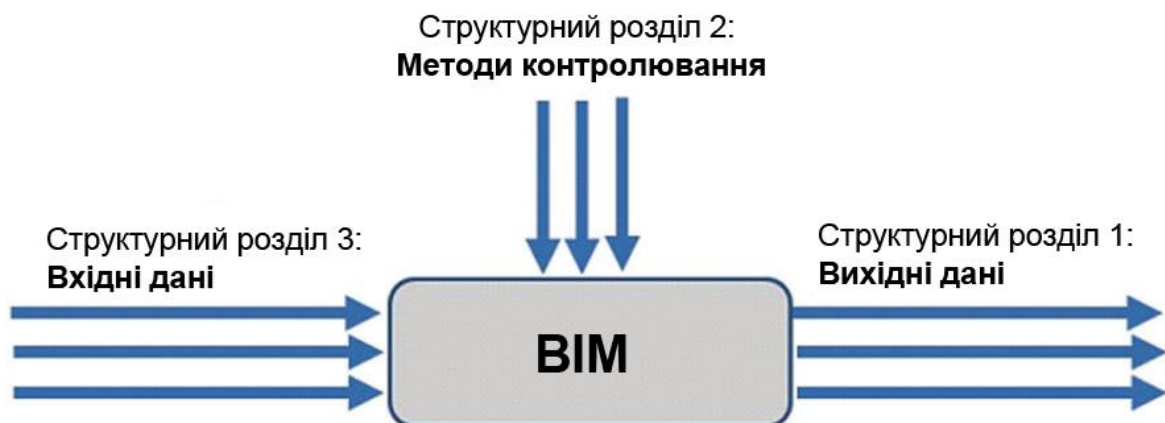 Структурний розділ 2:
Методи контролювання
Структурний розділ 3:
Вхідні дані
Структурний розділ 1:
Вихідні дані
BIM